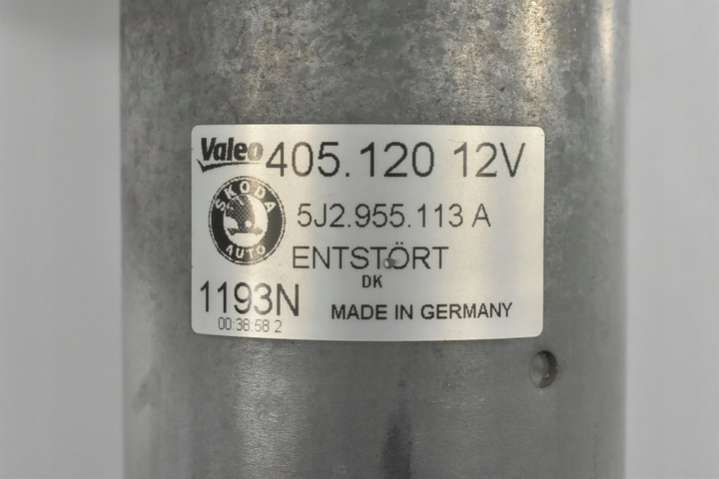 Valeo 405.120 12V
ŠKODA
AUTO
5J2.955.113 A
ENTSTÖRT
DK
1193N
MADE IN GERMANY
00:38:58 2